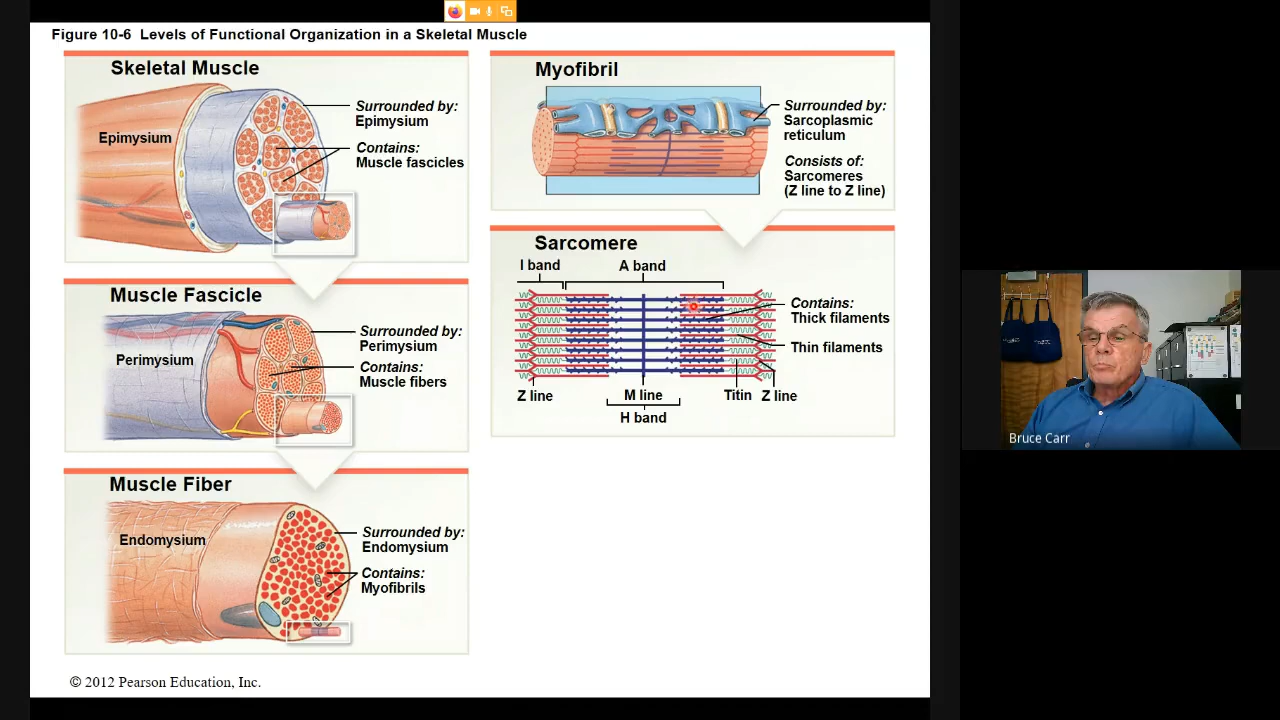 Figure 10-6 Levels of Functional Organization in a Skeletal Muscle
Skeletal Muscle
Epimysium
Surrounded by:
Epimysium
Contains:
Muscle fascicles
Muscle Fascicle
Perimysium
Surrounded by:
Perimysium
Contains:
Muscle fibers
Muscle Fiber
Endomysium
Surrounded by:
Endomysium
Contains:
Myofibrils
Myofibril
Surrounded by:
Sarcoplasmic
reticulum
Consists of:
Sarcomeres
(Z line to Z line)
Sarcomere
I band
A band
Contains:
Thick filaments
Thin filaments
Z line
M line
Titin
Z line
H band
© 2012 Pearson Education, Inc.
Bruce Carr